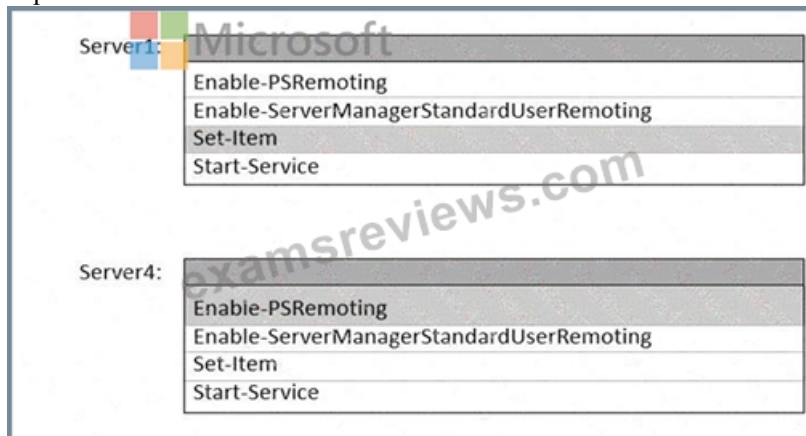 Microsoft
Server1:
Enable-PSRemoting
Enable-ServerManagerStandardUserRemoting
Set-Item
Start-Service
examsreviews.com
Server4:
Enable-PSRemoting
Enable-ServerManagerStandardUserRemoting
Set-Item
Start-Service